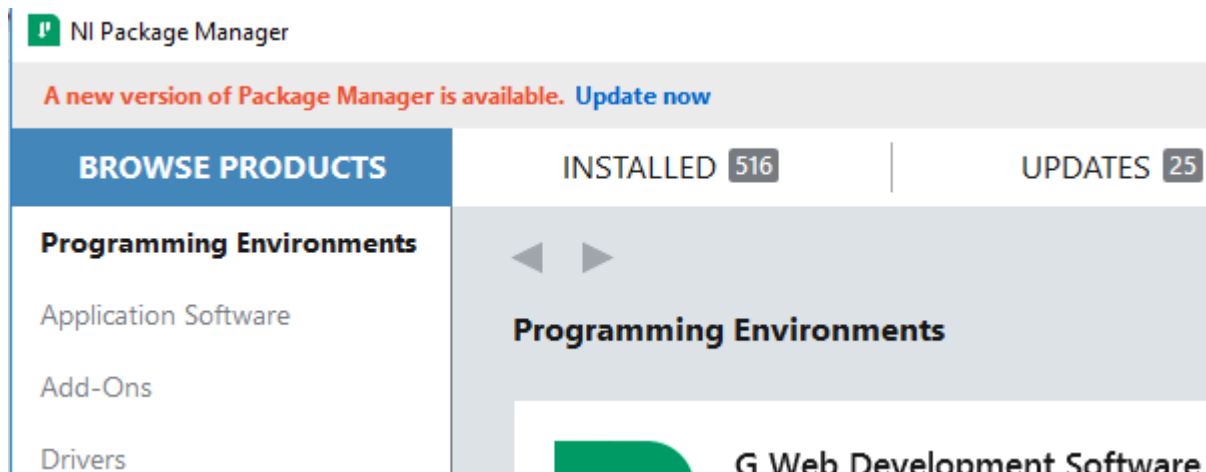 NI Package Manager
A new version of Package Manager is available. Update now
BROWSE PRODUCTS INSTALLED 516 UPDATES 25
Programming Environments
Application Software
Add-Ons
Drivers
Programming Environments
G Web Development Software